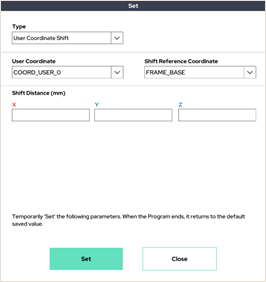 Set
Type
User Coordinate Shift
User Coordinate Shift Reference Coordinate
COORD_USER_0 FRAME_BASE
Shift Distance (mm)
X Y Z
Temporarily 'Set' the following parameters. When the Program ends, it returns to the default
saved value.
Set Close